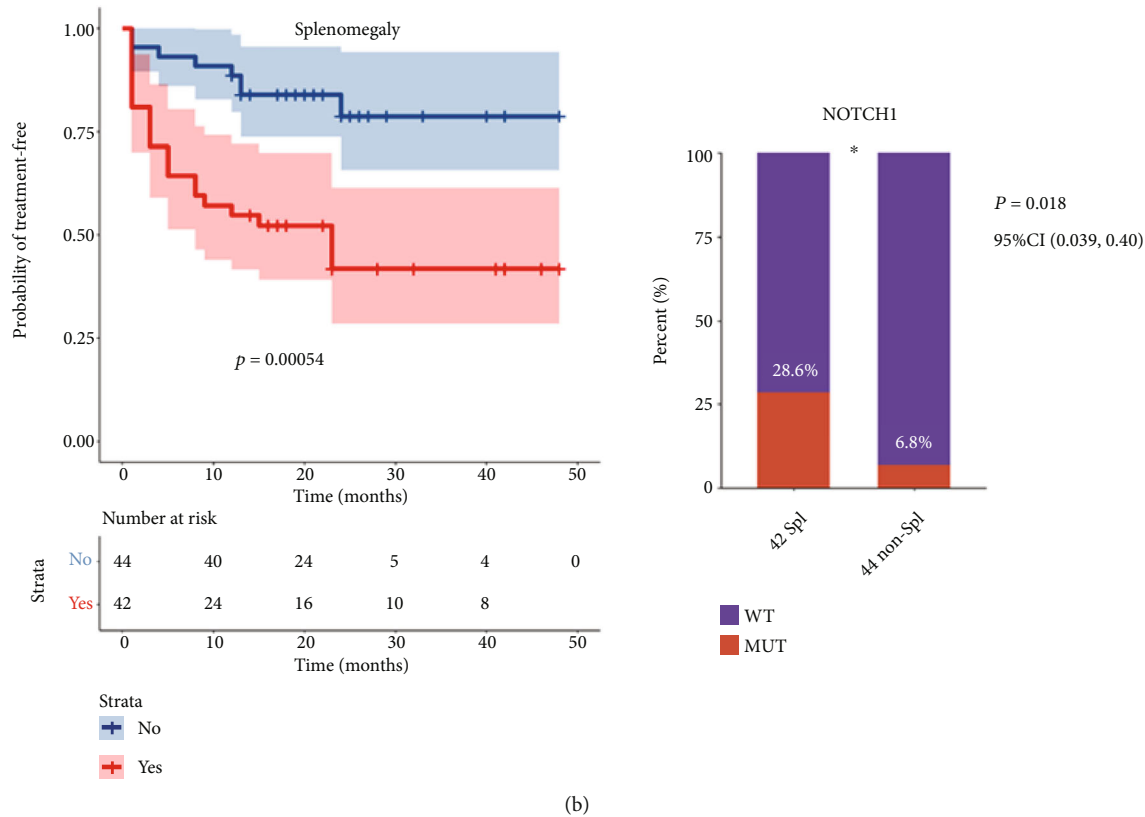 Splenomegaly
Probability of treatment-free
1.00
0.75
0.50
0.25
0.00
p = 0.00054
0 10 20 30 40 50
Time (months)
Number at risk
Strata
No 44 40 24 5 4 0
Yes 42 24 16 10 8
0 10 20 30 40 50
Time (months)
Strata
No
Yes
NOTCH1
*
P = 0.018
95%CI (0.039, 0.40)
Percent (%)
100
75
50
25
0
28.6%
6.8%
42 Spl
44 non-Spl
WT
MUT
(b)